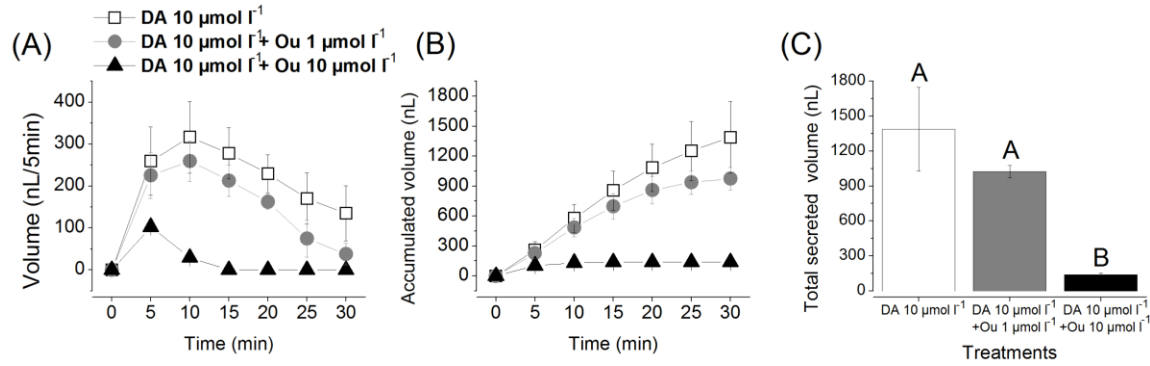 DA 10 µmol l⁻¹
DA 10 µmol l⁻¹+ Ou 1 µmol l⁻¹
DA 10 µmol l⁻¹+ Ou 10 µmol l⁻¹
(A)
Volume (nL/5min)
400
300
200
100
0
0 5 10 15 20 25 30
Time (min)
(B)
Accumulated volume (nL)
1800
1500
1200
900
600
300
0
0 5 10 15 20 25 30
Time (min)
(C)
Total secreted volume (nL)
1800
1500
1200
900
600
300
0
A
A
B
DA 10 µmol l⁻¹
DA 10 µmol l⁻¹
+Ou 1 µmol l⁻¹
DA 10 µmol l⁻¹
+Ou 10 µmol l⁻¹
Treatments